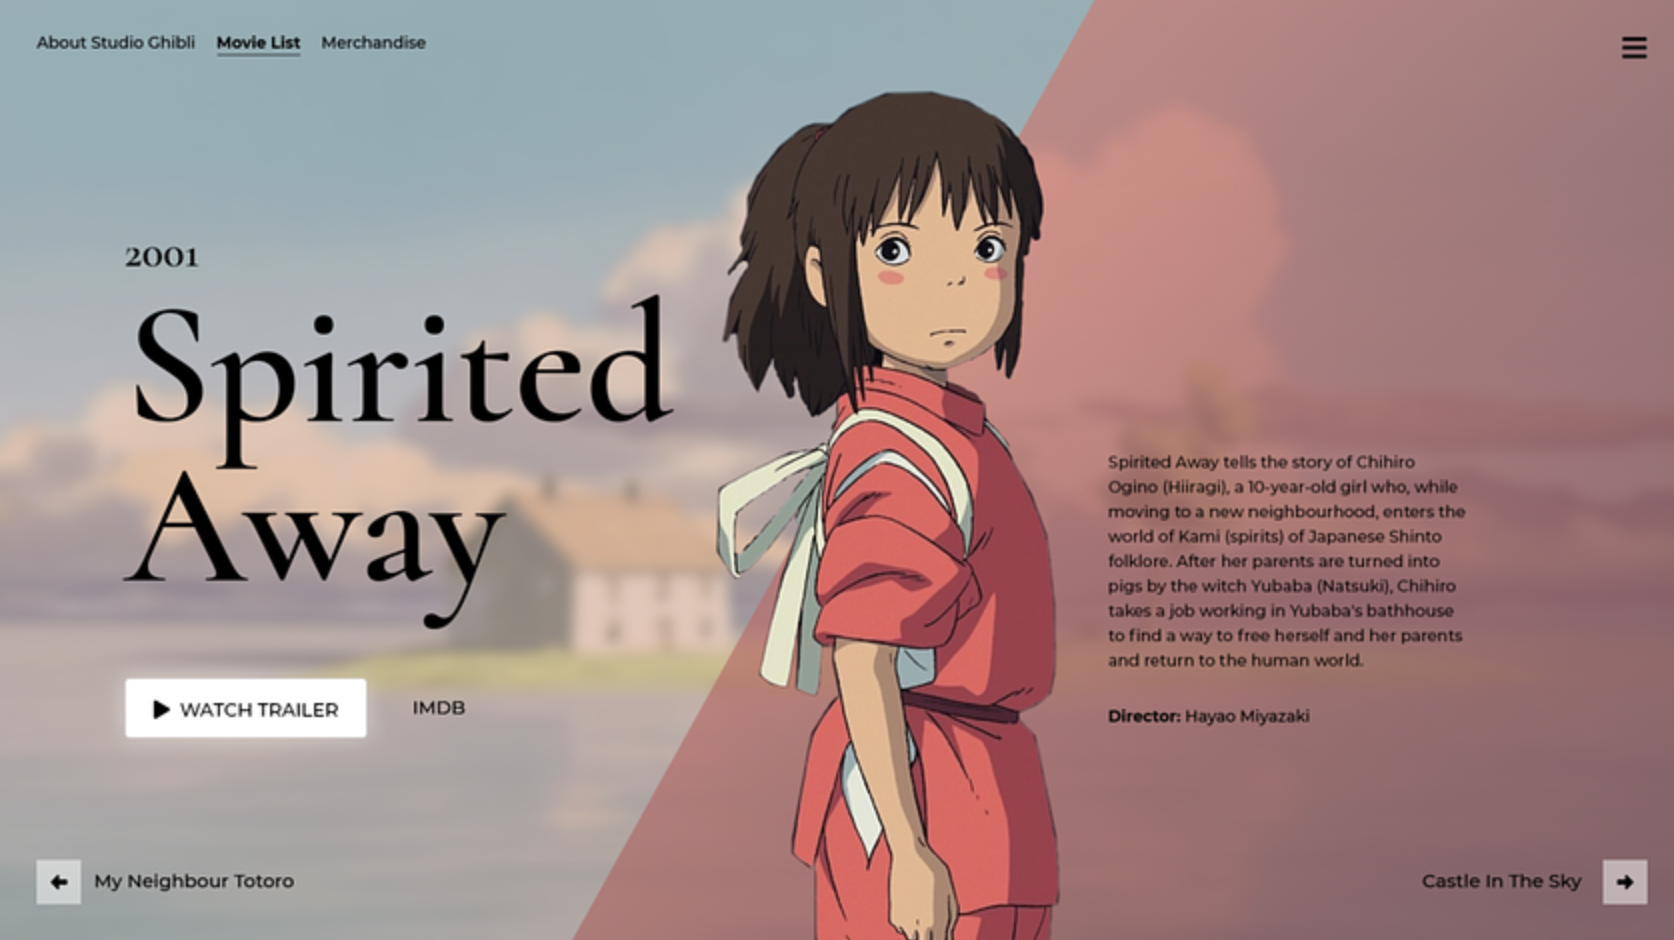 About Studio Ghibli Movie List Merchandise
2001
Spirited
Away
WATCH TRAILER IMDB
Spirited Away tells the story of Chihiro
Ogino (Hiiragi), a 10-year-old girl who, while
moving to a new neighbourhood, enters the
world of Kami (spirits) of Japanese Shinto
folklore. After her parents are turned into
pigs by the witch Yubaba (Natsuki), Chihiro
takes a job working in Yubaba's bathhouse
to find a way to free herself and her parents
and return to the human world.
Director: Hayao Miyazaki
My Neighbour Totoro
Castle In The Sky